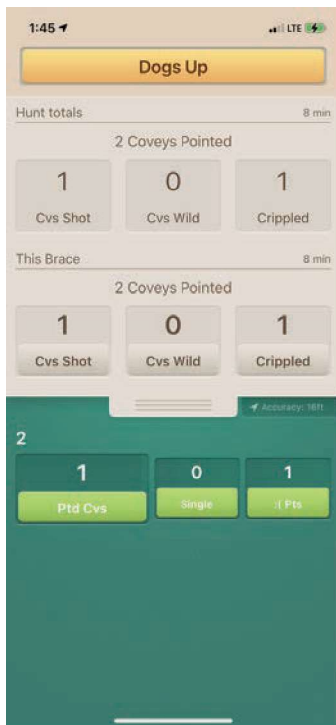 1:45
LTE
Dogs Up
Hunt totals
8 min
2 Coveys Pointed
1 0 1
Cvs Shot Cvs Wild Crippled
This Brace
8 min
2 Coveys Pointed
1 0 1
Cvs Shot Cvs Wild Crippled
Accuracy: 16ft
2
1 0 1
Ptd Cvs Single :( Pts